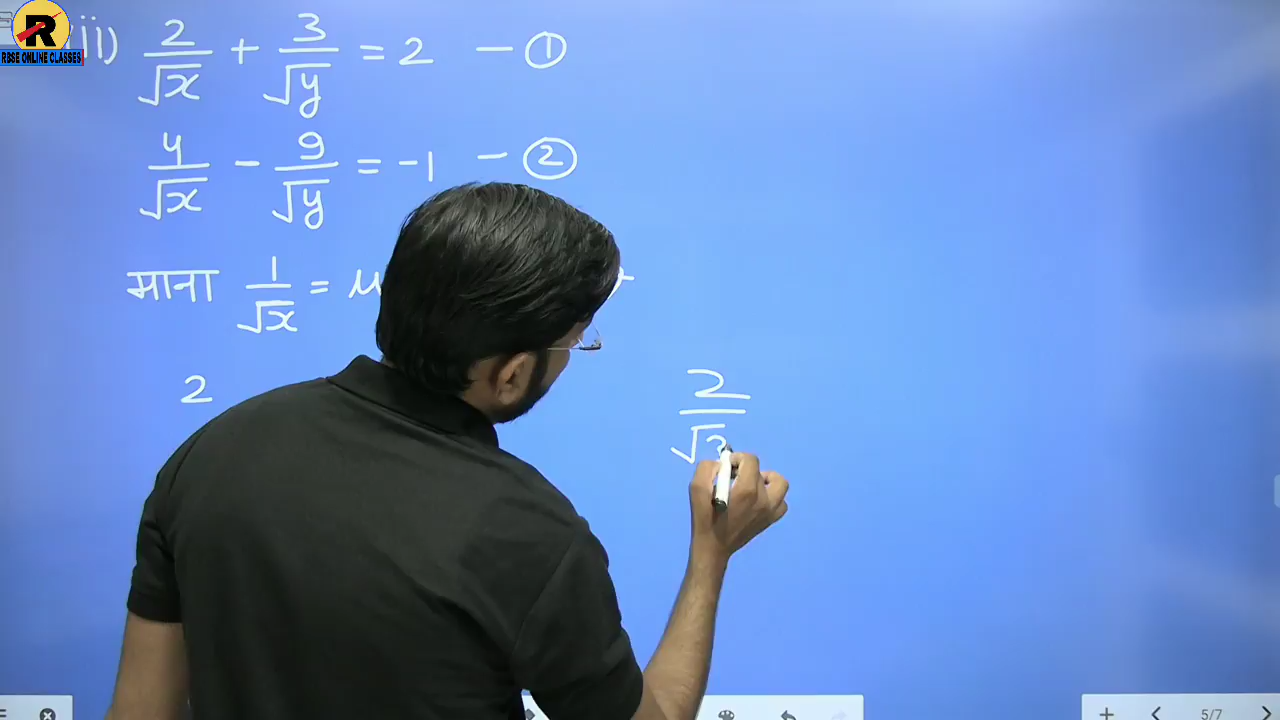 R
RBSE ONLINE CLASSES
ii) 2/√x + 3/√y = 2 - ①
4/√x - 9/√y = -1 - ②
माना 1/√x = u
2
2/√
5/7